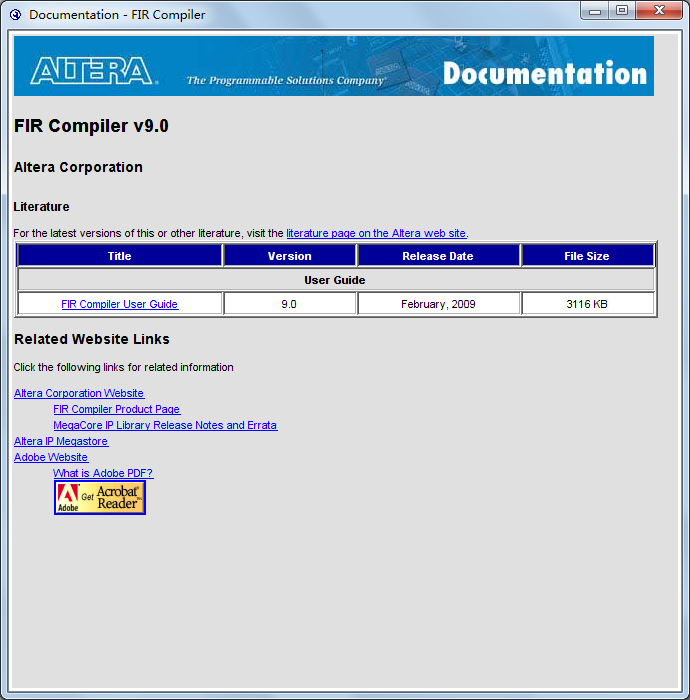 Documentation - FIR Compiler
ALTERA. The Programmable Solutions Company® Documentation
FIR Compiler v9.0
Altera Corporation
Literature
For the latest versions of this or other literature, visit the literature page on the Altera web site.
Title Version Release Date File Size
User Guide
FIR Compiler User Guide 9.0 February, 2009 3116 KB
Related Website Links
Click the following links for related information
Altera Corporation Website
FIR Compiler Product Page
MegaCore IP Library Release Notes and Errata
Altera IP Megastore
Adobe Website
What is Adobe PDF?
Adobe Get Acrobat® Reader